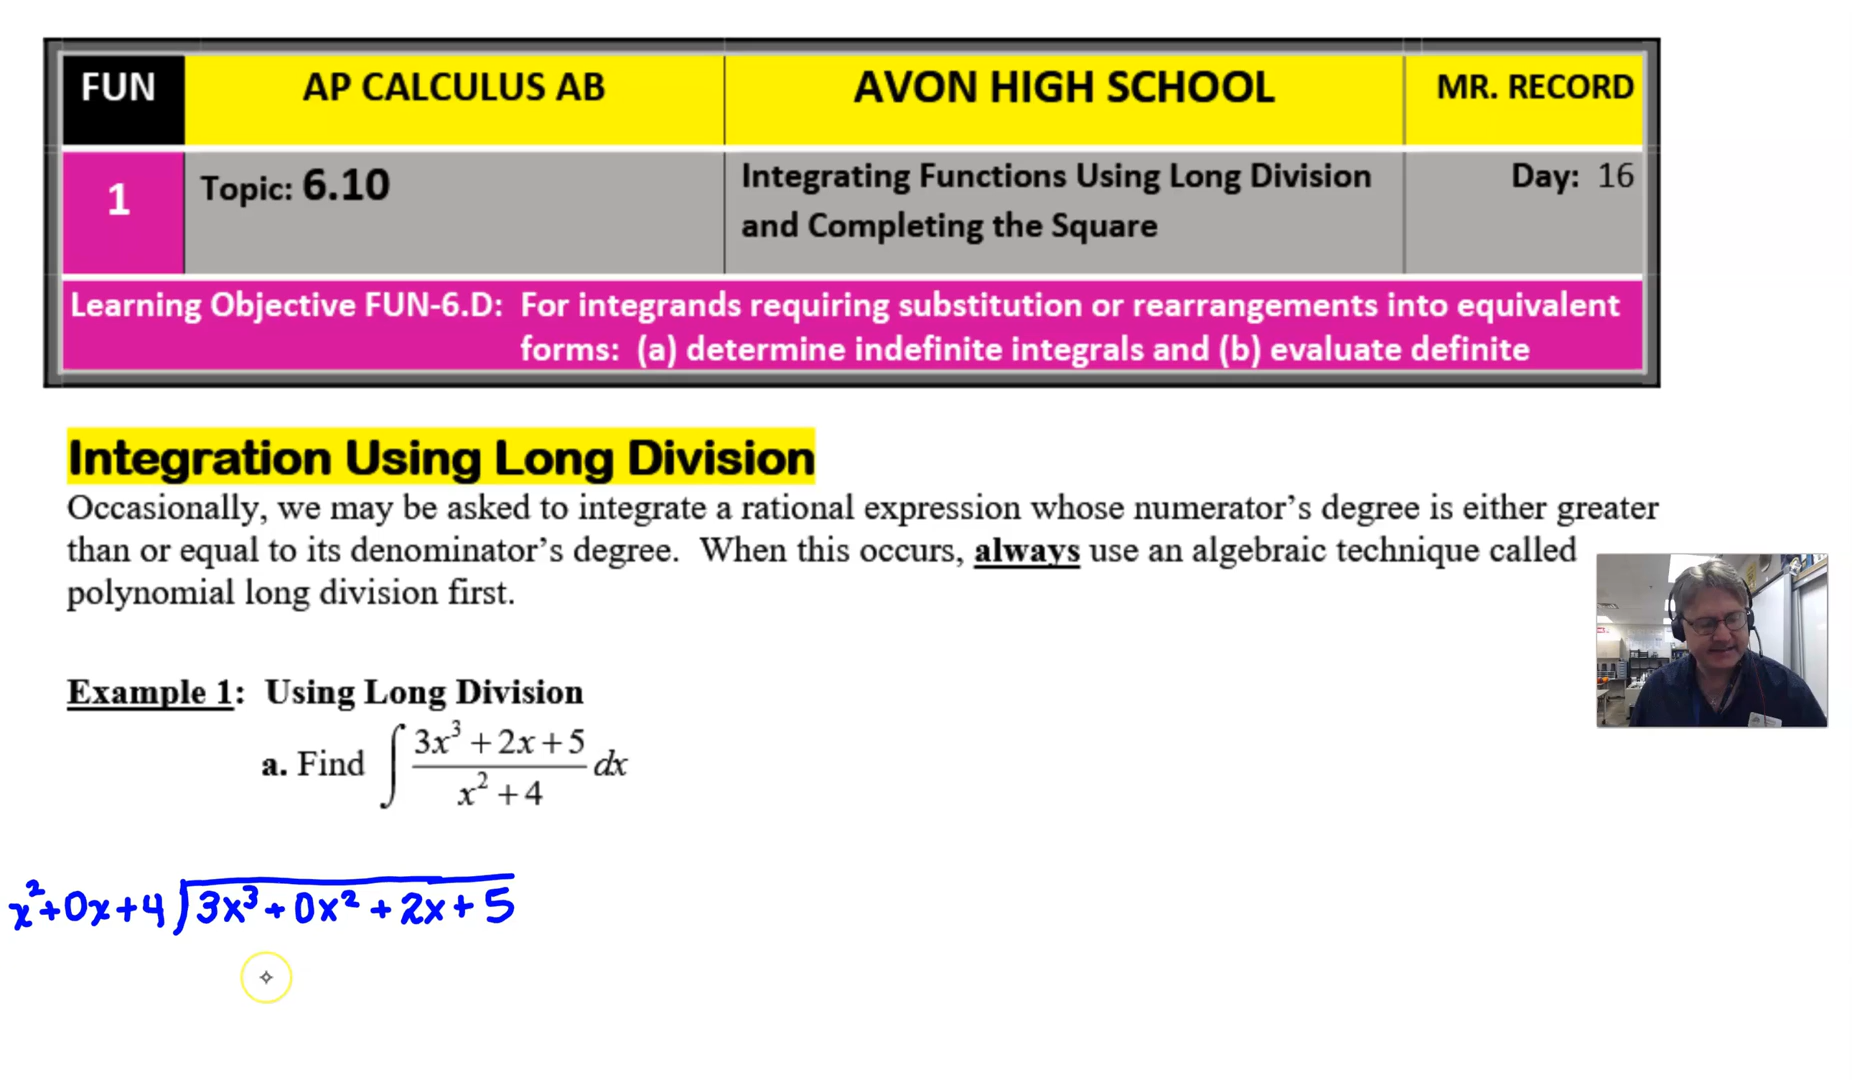 FUN AP CALCULUS AB AVON HIGH SCHOOL MR. RECORD
1 Topic: 6.10 Integrating Functions Using Long Division Day: 16
and Completing the Square
Learning Objective FUN-6.D: For integrands requiring substitution or rearrangements into equivalent
forms: (a) determine indefinite integrals and (b) evaluate definite
Integration Using Long Division
Occasionally, we may be asked to integrate a rational expression whose numerator’s degree is either greater
than or equal to its denominator’s degree. When this occurs, always use an algebraic technique called
polynomial long division first.
Example 1: Using Long Division
a. Find ∫ (3x³ + 2x + 5)/(x² + 4) dx
x² + 0x + 4 ) 3x³ + 0x² + 2x + 5